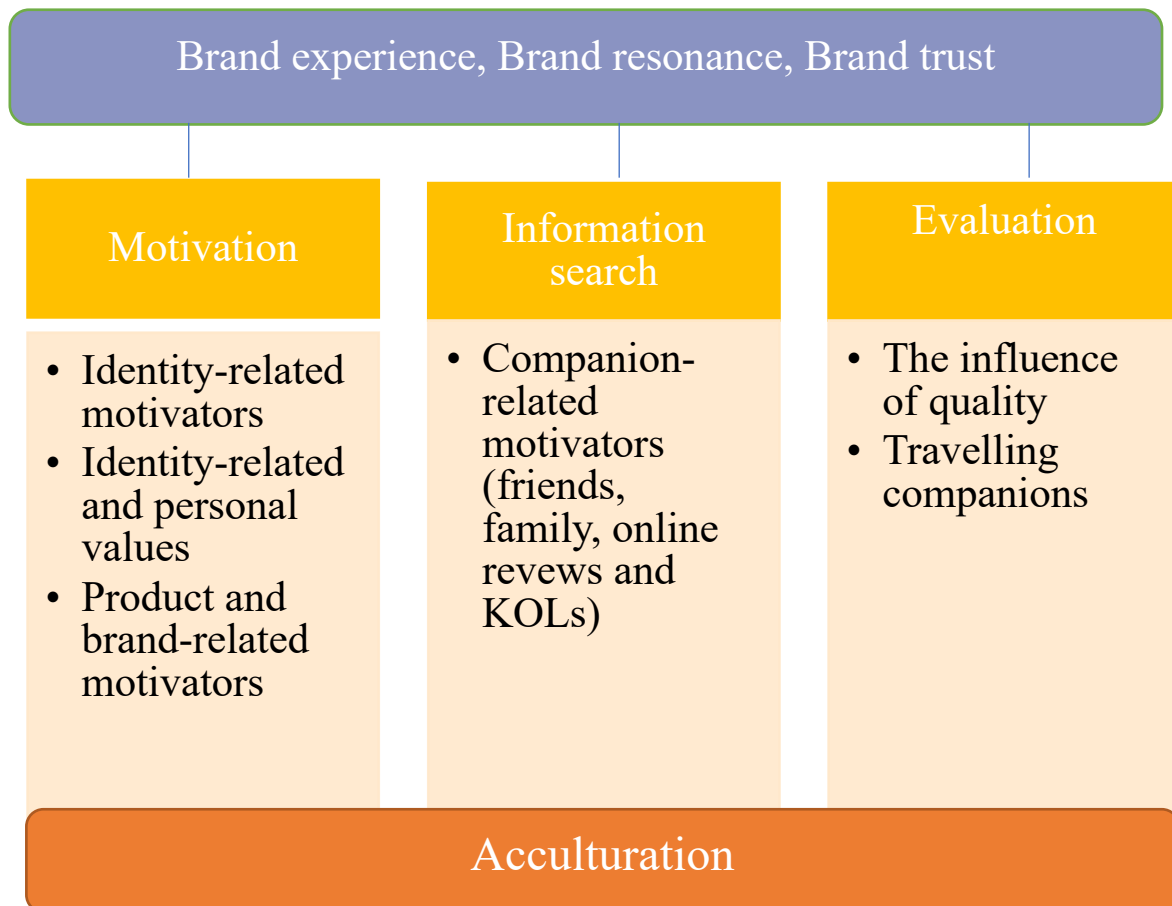 Brand experience, Brand resonance, Brand trust
Motivation
• Identity-related
motivators
• Identity-related
and personal
values
• Product and
brand-related
motivators
Information
search
• Companion-
related
motivators
(friends,
family, online
revews and
KOLs)
Evaluation
• The influence
of quality
• Travelling
companions
Acculturation